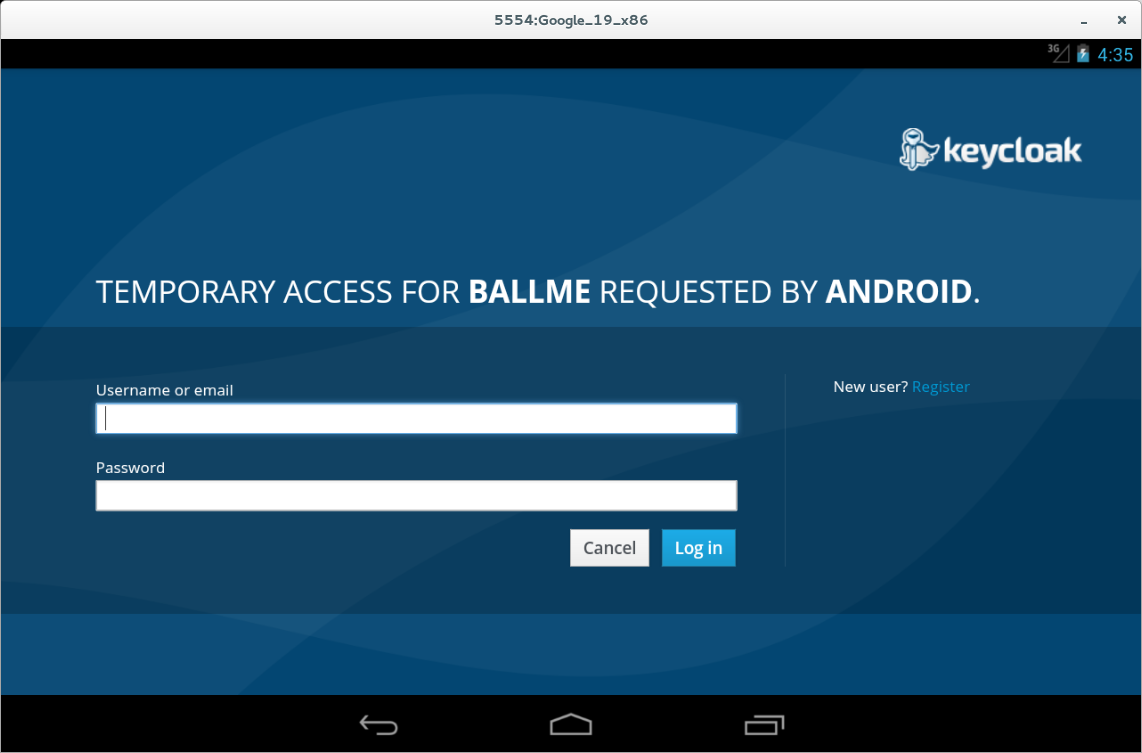 5554:Google_19_x86
3G 4:35
keycloak
TEMPORARY ACCESS FOR BALLME REQUESTED BY ANDROID.
Username or email
New user? Register
Password
Cancel Log in